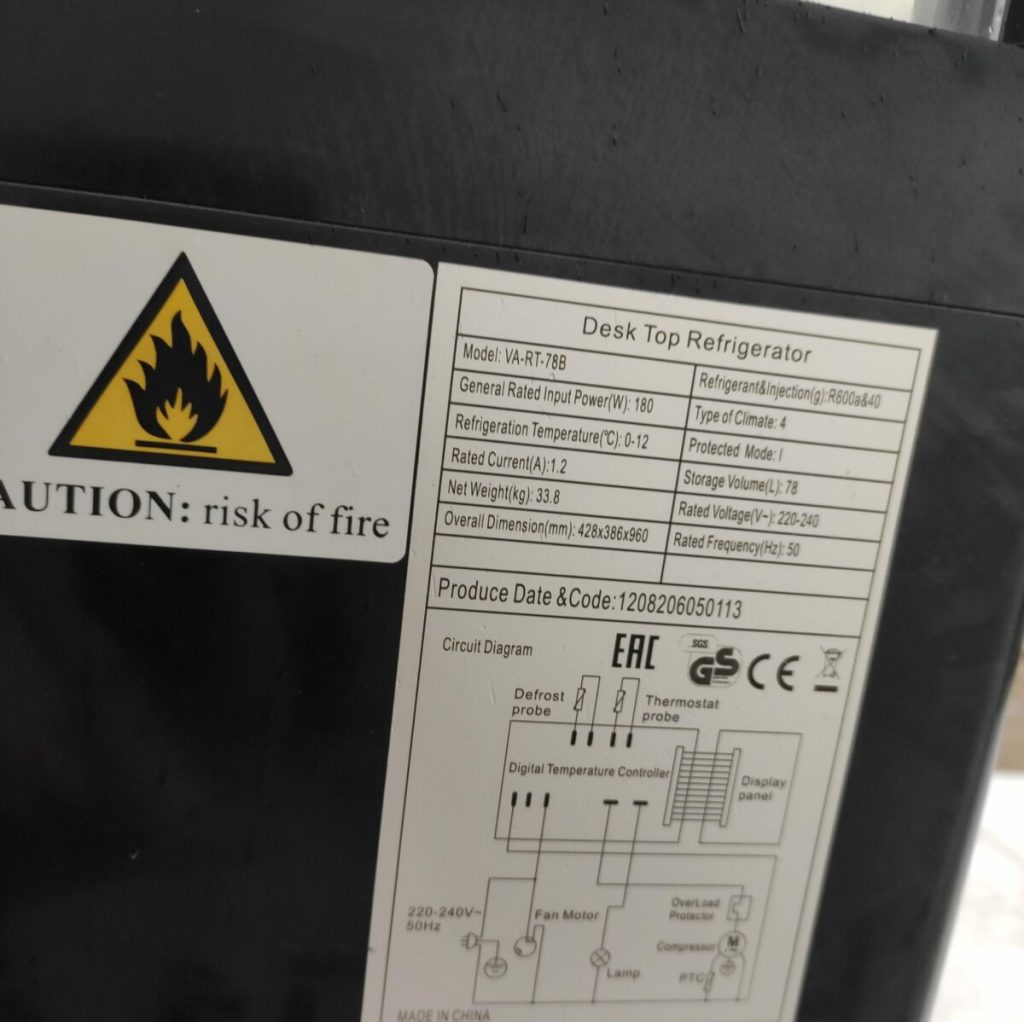 AUTION: risk of fire
Desk Top Refrigerator
Model: VA-RT-78B
Refrigerant&Injection(g):R600a&40
General Rated Input Power(W): 180
Type of Climate: 4
Refrigeration Temperature(℃): 0-12
Protected Mode: I
Rated Current(A):1.2
Storage Volume(L): 78
Net Weight(kg): 33.8
Rated Voltage(V~): 220-240
Overall Dimension(mm): 428x386x960
Rated Frequency(Hz): 50
Produce Date &Code:1208206050113
Circuit Diagram
EAC
SGS
GS
CE
Defrost
probe
Thermostat
probe
Digital Temperature Controller
Display
panel
220-240V~
50Hz
Fan Motor
Lamp
OverLoad
Protector
Compressor
M
PTC
MADE IN CHINA